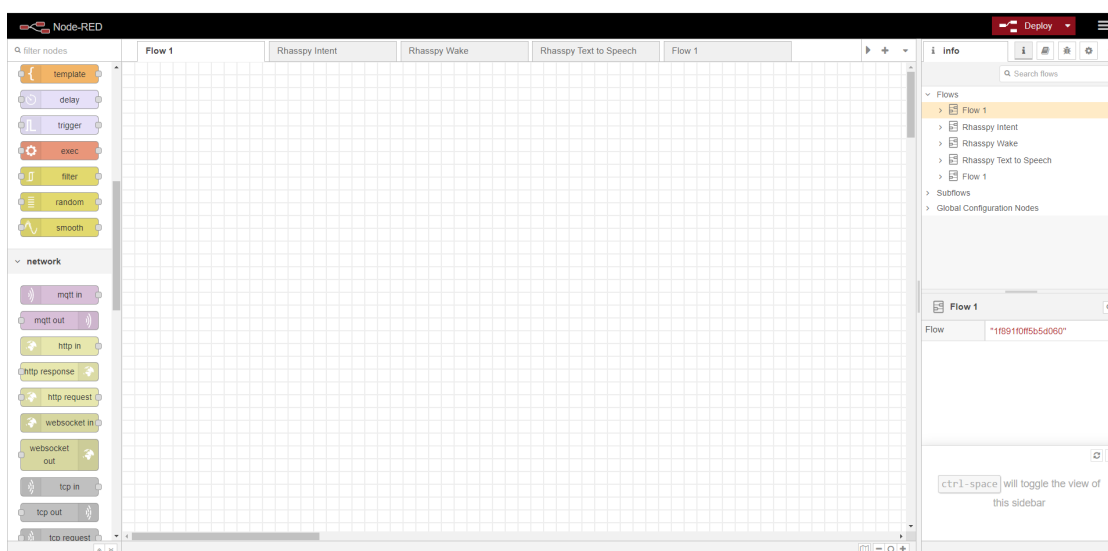 Node-RED
Deploy
filter nodes
Flow 1
Rhasspy Intent
Rhasspy Wake
Rhasspy Text to Speech
Flow 1
info
Search flows
template
delay
trigger
exec
filter
random
smooth
network
mqtt in
mqtt out
http in
http response
http request
websocket in
websocket
out
tcp in
tcp out
tcp request
Flows
Flow 1
Rhasspy Intent
Rhasspy Wake
Rhasspy Text to Speech
Flow 1
Subflows
Global Configuration Nodes
Flow 1
Flow
"1f891f0ff5b5d060"
ctrl-space will toggle the view of
this sidebar